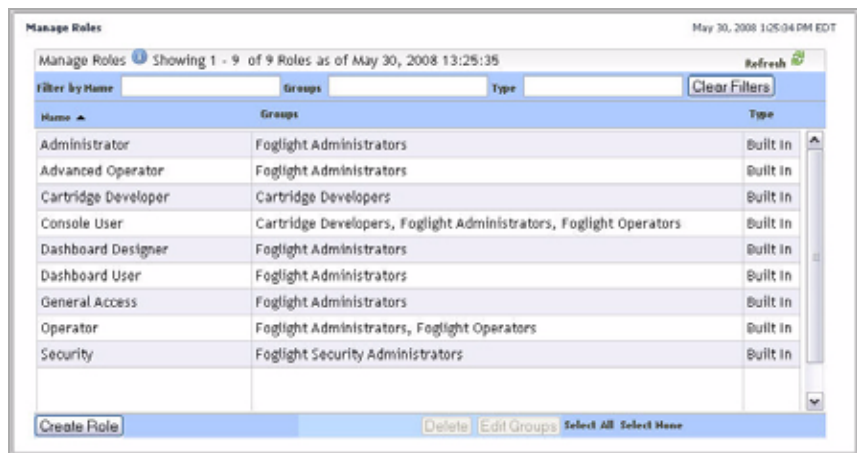 Manage Roles May 30, 2008 1:25:04 PM EDT
Manage Roles Showing 1 - 9 of 9 Roles as of May 30, 2008 13:25:35 Refresh
Filter by Name Groups Type Clear Filters
Name Groups Type
Administrator Foglight Administrators Built In
Advanced Operator Foglight Administrators Built In
Cartridge Developer Cartridge Developers Built In
Console User Cartridge Developers, Foglight Administrators, Foglight Operators Built In
Dashboard Designer Foglight Administrators Built In
Dashboard User Foglight Administrators Built In
General Access Foglight Administrators Built In
Operator Foglight Administrators, Foglight Operators Built In
Security Foglight Security Administrators Built In
Create Role Delete Edit Groups Select All Select None